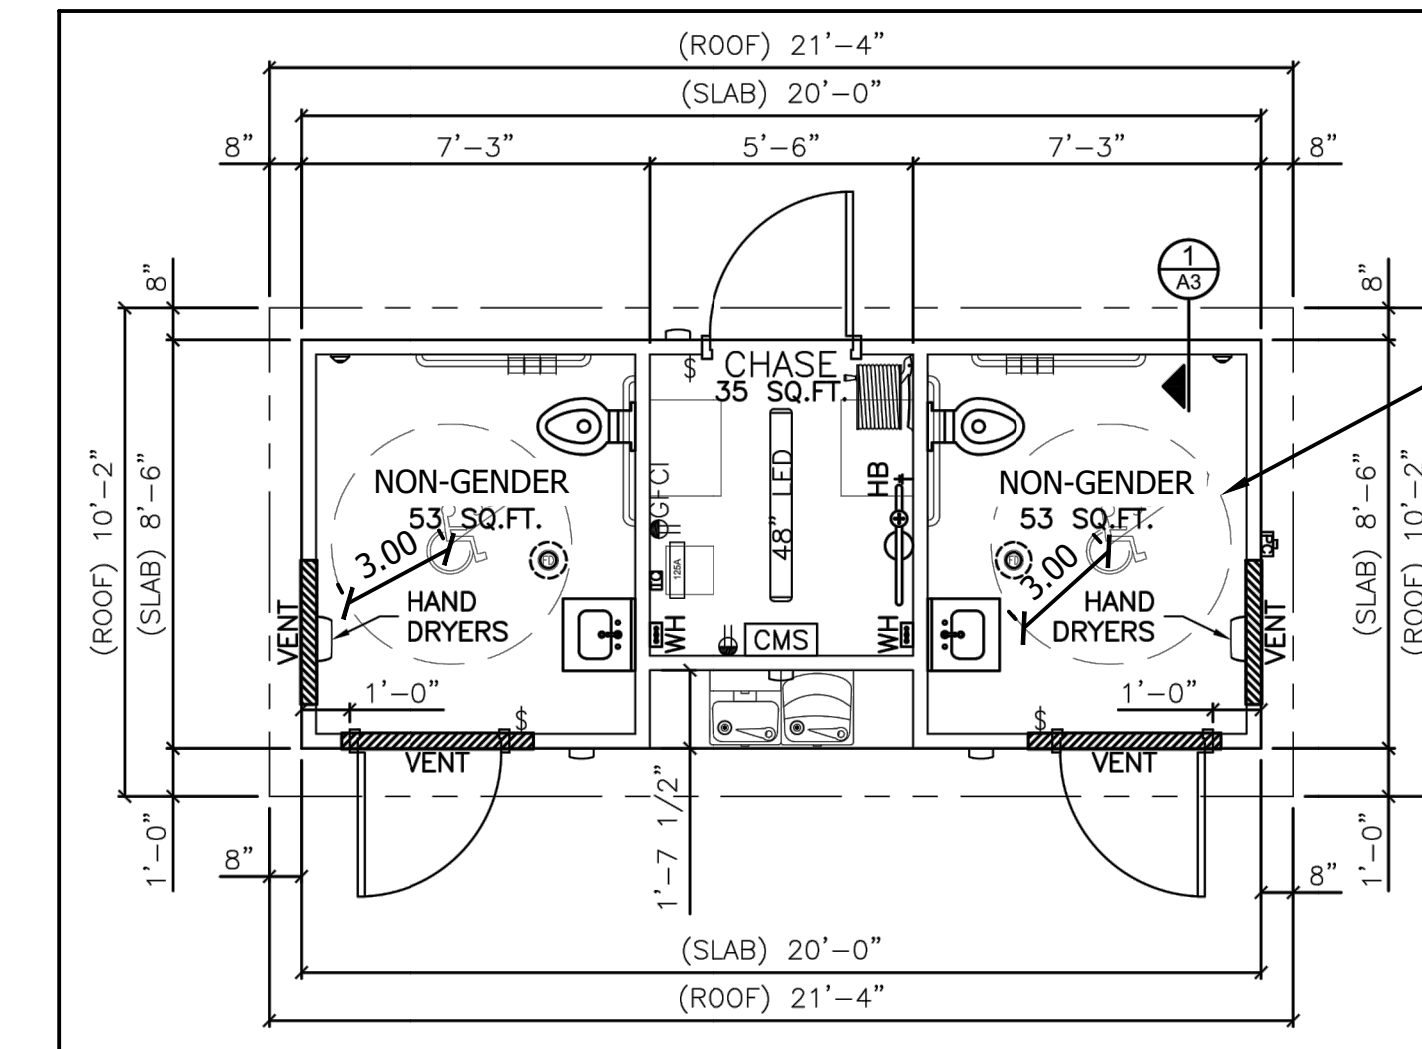 (ROOF) 21'-4"
(SLAB) 20'-0"
8" 7'-3" 5'-6" 7'-3" 8"
1
A3
8"
8"
(ROOF) 10'-2"
(SLAB) 8'-6"
CHASE
35 SQ.FT.
$
NON-GENDER
53 SQ.FT.
3.00
HAND
DRYERS
VENT
GFCI
48" LED
HB
125A
FD
WH
CMS
WH
NON-GENDER
53 SQ.FT.
3.00
FD
HAND
DRYERS
VENT
(SLAB) 8'-6"
(ROOF) 10'-2"
1'-0"
$
VENT
1'-0"
$
VENT
1'-0"
8"
1'-7 1/2"
8"
1'-0"
(SLAB) 20'-0"
(ROOF) 21'-4"